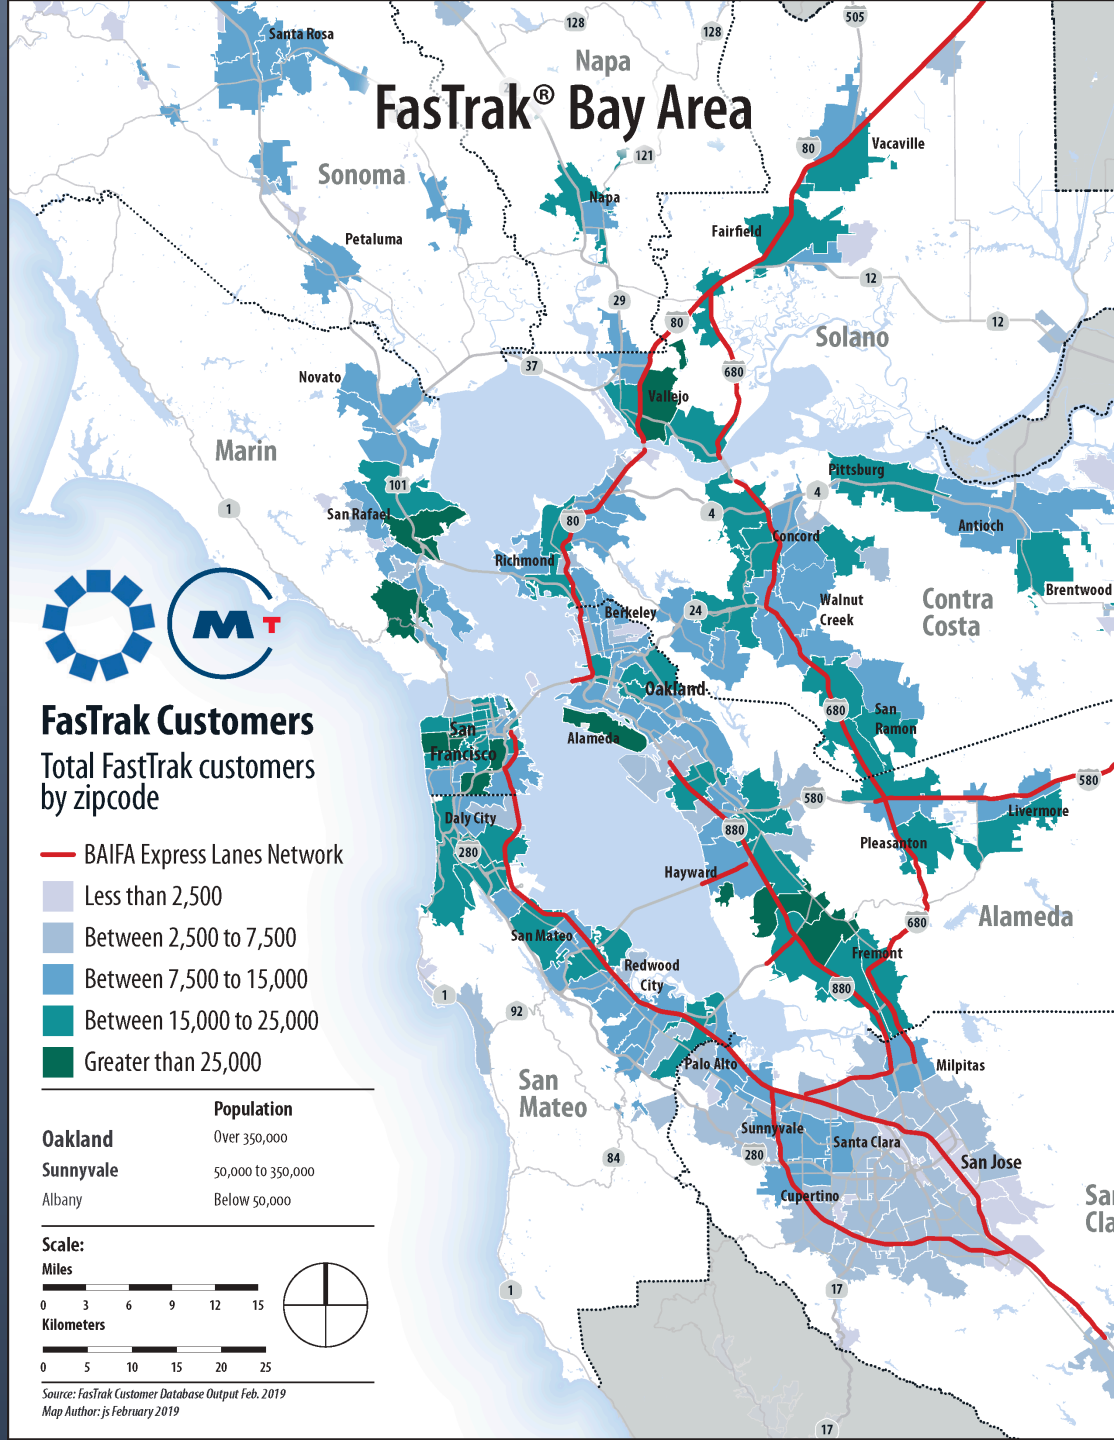 Santa Rosa
128
128
505
Napa
FasTrak® Bay Area
80
Vacaville
121
Sonoma
Napa
Petaluma
Fairfield
12
29
80
12
Solano
37
680
Novato
Vallejo
Marin
Pittsburg
101
4
1
4
San Rafael
80
Antioch
Concord
Richmond
Brentwood
Walnut
Creek
Contra
Costa
24
Berkeley
M T
Oakland
680
San
Ramon
FasTrak Customers
San
Francisco
Alameda
Total FastTrak customers
by zipcode
580
580
Livermore
Daly City
880
Pleasanton
280
BAIFA Express Lanes Network
Hayward
Less than 2,500
Alameda
680
Between 2,500 to 7,500
San Mateo
Fremont
Redwood
City
Between 7,500 to 15,000
880
1
92
Between 15,000 to 25,000
Greater than 25,000
Palo Alto
Milpitas
San
Mateo
Population
Oakland
Over 350,000
Sunnyvale
50,000 to 350,000
Albany
Below 50,000
Sunnyvale
Santa Clara
280
84
San Jose
Cupertino
Sa
Cla
Scale:
Miles
0 3 6 9 12 15
Kilometers
0 5 10 15 20 25
1
17
Source: FasTrak Customer Database Output Feb. 2019
Map Author: js February 2019
17